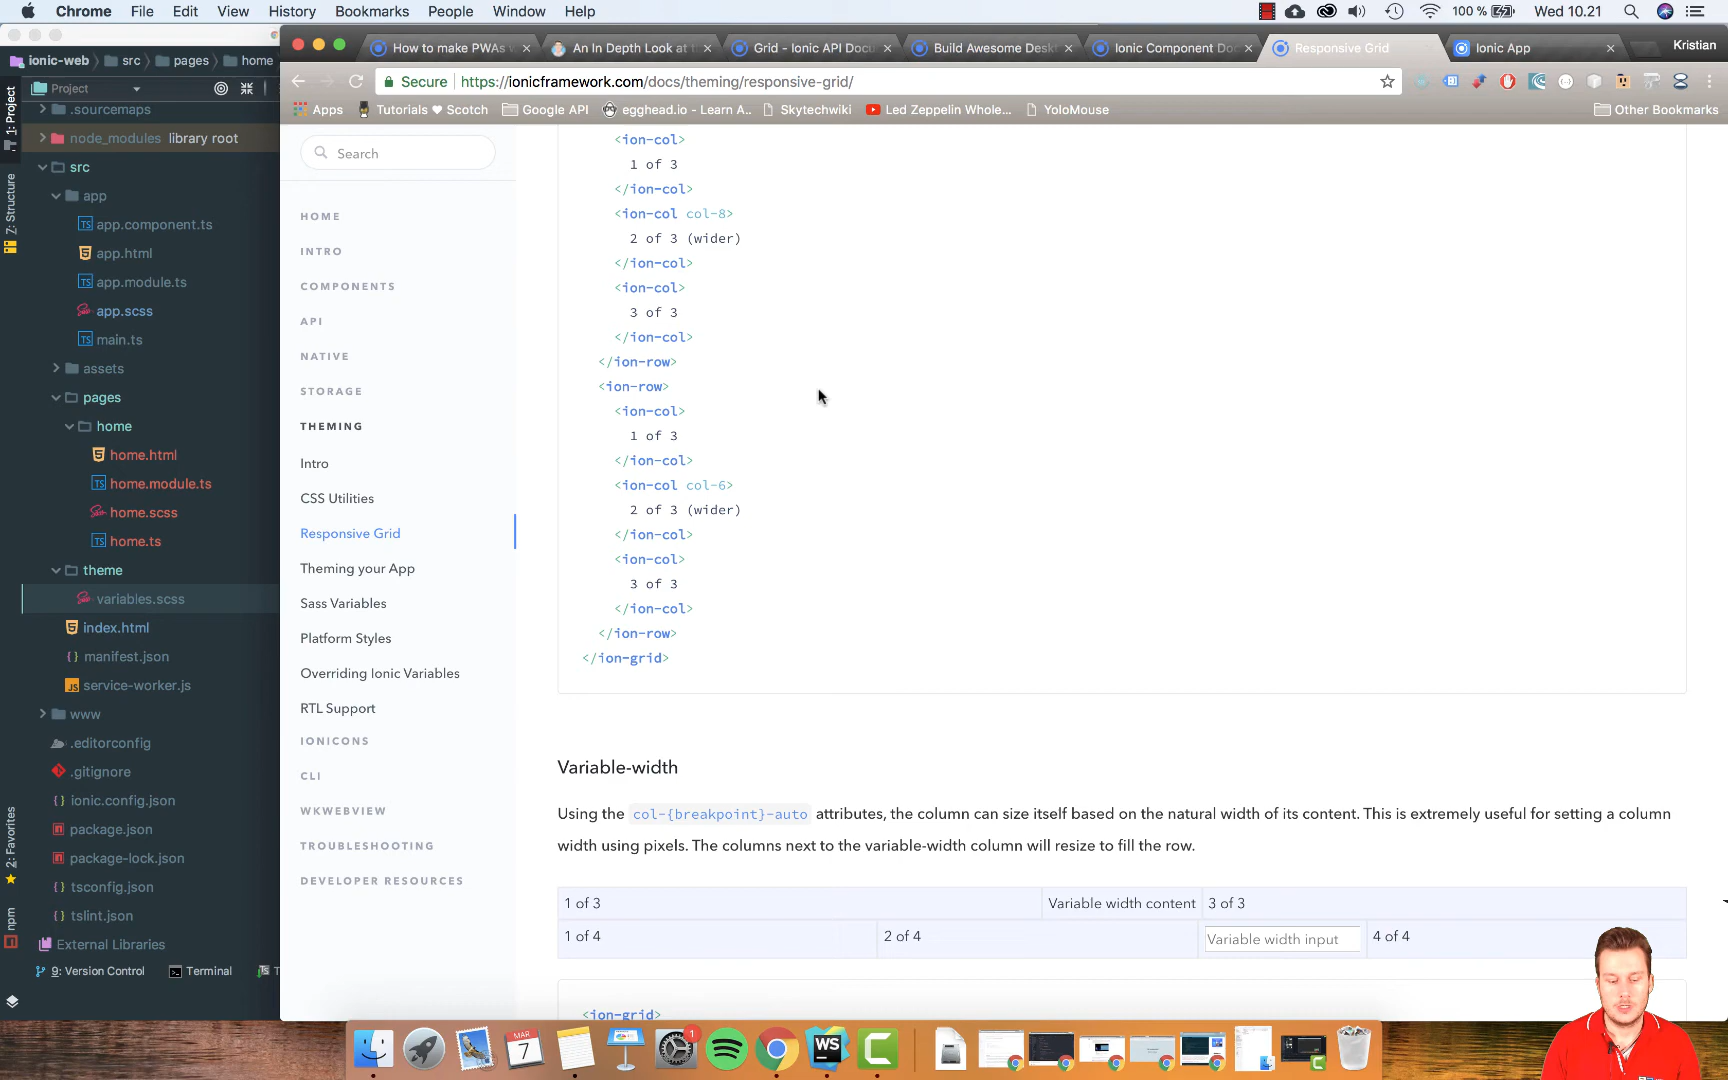 Chrome File Edit View History Bookmarks People Window Help
100 % Wed 10.21
ionic-web src pages home
How to make PWAs w
An In Depth Look at t
Grid - Ionic API Docu
Build Awesome Deskt
Ionic Component Doc
Responsive Grid
Ionic App
Kristian
Project
Secure https://ionicframework.com/docs/theming/responsive-grid/
Apps Tutorials ♥ Scotch Google API egghead.io - Learn A.. Skytechwiki Led Zeppelin Whole... YoloMouse Other Bookmarks
1: Project
Z: Structure
2: Favorites
npm
.sourcemaps
node_modules library root
src
app
app.component.ts
app.html
app.module.ts
app.scss
main.ts
assets
pages
home
home.html
home.module.ts
home.scss
home.ts
theme
variables.scss
index.html
manifest.json
service-worker.js
www
.editorconfig
.gitignore
ionic.config.json
package.json
package-lock.json
tsconfig.json
tslint.json
External Libraries
9: Version Control Terminal
Search
HOME
INTRO
COMPONENTS
API
NATIVE
STORAGE
THEMING
Intro
CSS Utilities
Responsive Grid
Theming your App
Sass Variables
Platform Styles
Overriding Ionic Variables
RTL Support
IONICONS
CLI
WKWEBVIEW
TROUBLESHOOTING
DEVELOPER RESOURCES
<ion-col>
1 of 3
</ion-col>
<ion-col col-8>
2 of 3 (wider)
</ion-col>
<ion-col>
3 of 3
</ion-col>
</ion-row>
<ion-row>
<ion-col>
1 of 3
</ion-col>
<ion-col col-6>
2 of 3 (wider)
</ion-col>
<ion-col>
3 of 3
</ion-col>
</ion-row>
</ion-grid>
Variable-width
Using the col-{breakpoint}-auto attributes, the column can size itself based on the natural width of its content. This is extremely useful for setting a column
width using pixels. The columns next to the variable-width column will resize to fill the row.
1 of 3 Variable width content 3 of 3
1 of 4 2 of 4 Variable width input 4 of 4
<ion-grid>
MAR
7
1
WS